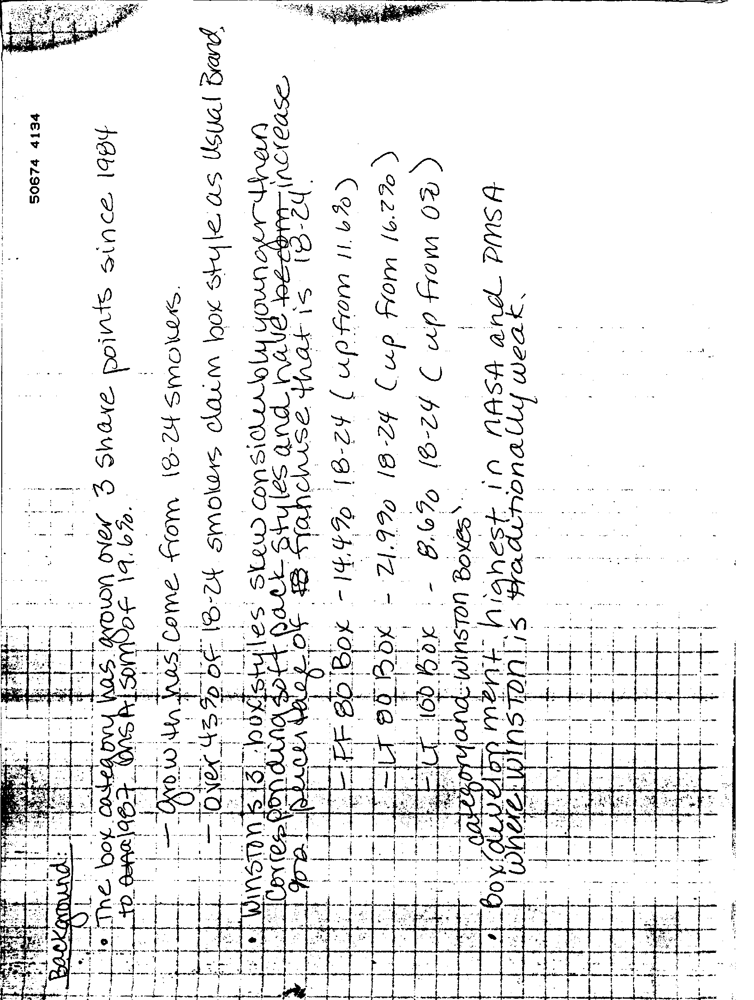 50674 4134
Background:
• The box category has grown over 3 share points since 1984
to a 1987 SOM of 19.6%.
- growth has come from 18-24 smokers.
- Over 43% of 18-24 smokers claim box style as Usual Brand.
• WINSTON's 3 box styles skew considerably younger than
corresponding soft pack styles and have increase
percentage of franchise that is 18-24.
- FF 80 BOX - 14.4% 18-24 (up from 11.6%)
- LT 80 BOX - 21.9% 18-24 (up from 16.2%)
- LT 100 BOX - 8.6% 18-24 (up from 0%)
category and WINSTON Boxes
• Box development highest in NASA and PMSA
where WINSTON is traditionally weak.